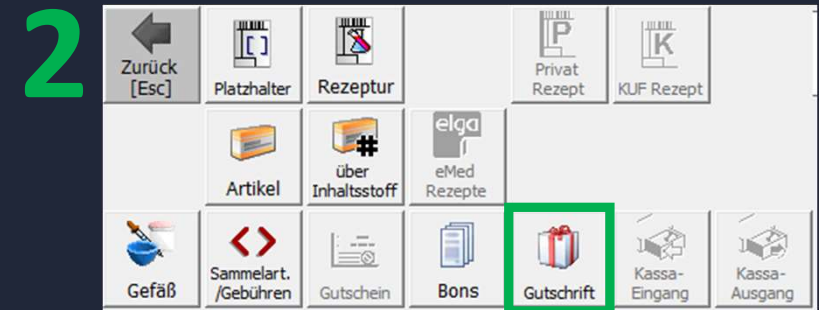 2
Zurück
[Esc]
Platzhalter
Rezeptur
P
Privat
Rezept
K
KUF Rezept
Artikel
#
über
Inhaltsstoff
elga
eMed
Rezepte
Gefäß
Sammelart.
/Gebühren
Gutschein
Bons
Gutschrift
Kassa-
Eingang
Kassa-
Ausgang